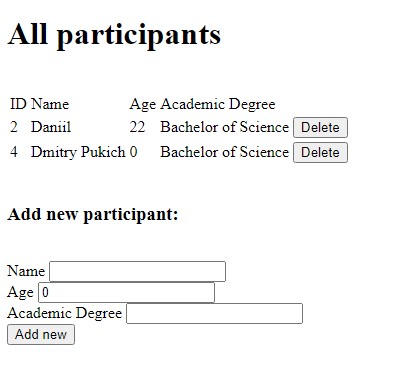 All participants
ID Name Age Academic Degree
2 Daniil 22 Bachelor of Science Delete
4 Dmitry Pukich 0 Bachelor of Science Delete
Add new participant:
Name
Age 0
Academic Degree
Add new